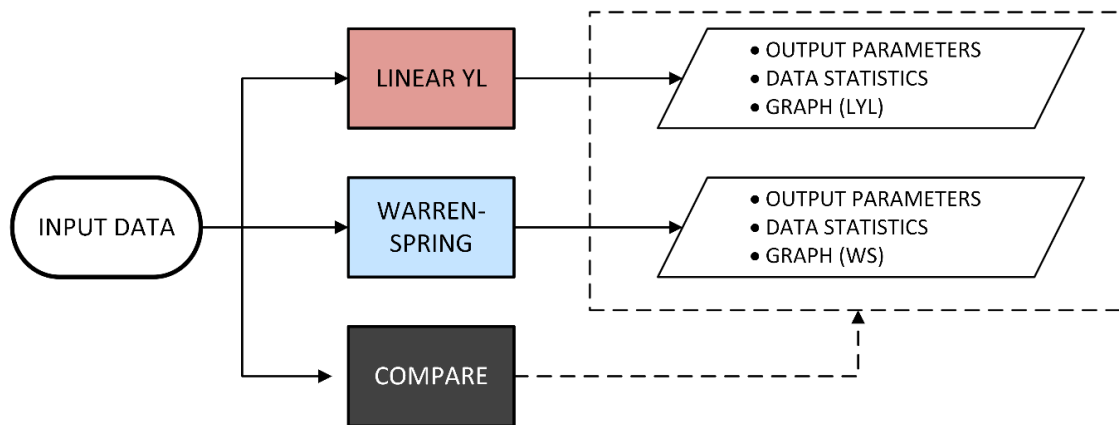 INPUT DATA
LINEAR YL
● OUTPUT PARAMETERS
● DATA STATISTICS
● GRAPH (LYL)
WARREN-
SPRING
● OUTPUT PARAMETERS
● DATA STATISTICS
● GRAPH (WS)
COMPARE